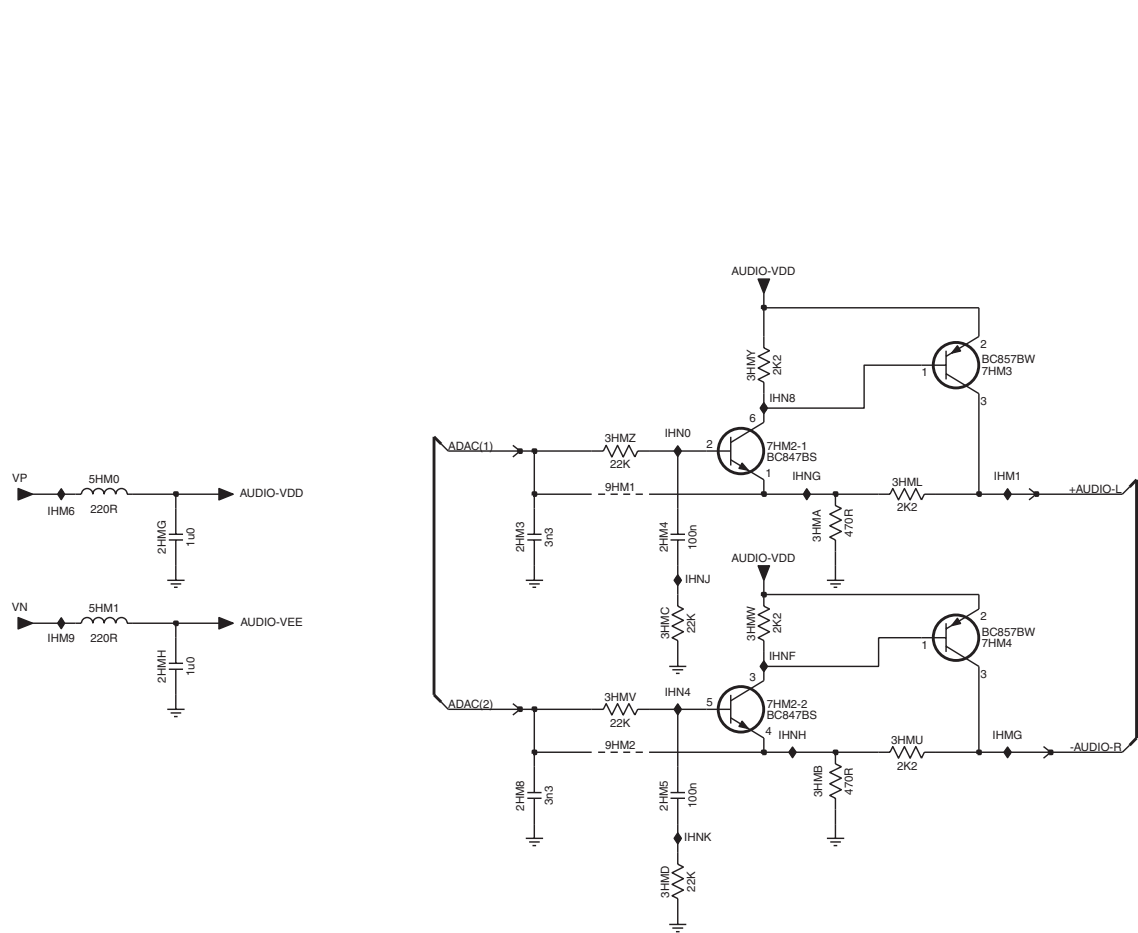 AUDIO-VDD
3HMY
2K2
2
BC857BW
7HM3
1
3
IHN8
6
ADAC(1)
3HMZ
22K
IHN0
2
7HM2-1
BC847BS
1
VP
5HM0
IHM6
220R
AUDIO-VDD
2HMG
1u0
9HM1
IHNG
3HML
2K2
IHM1
+AUDIO-L
2HM3
3n3
2HM4
100n
3HMA
470R
AUDIO-VDD
IHNJ
VN
5HM1
IHM9
220R
AUDIO-VEE
2HMH
1u0
3HMC
22K
3HMW
2K2
2
BC857BW
7HM4
1
3
IHNF
3
ADAC(2)
3HMV
22K
IHN4
5
7HM2-2
BC847BS
4
9HM2
IHNH
3HMU
2K2
IHMG
-AUDIO-R
2HM8
3n3
2HM5
100n
3HMB
470R
IHNK
3HMD
22K